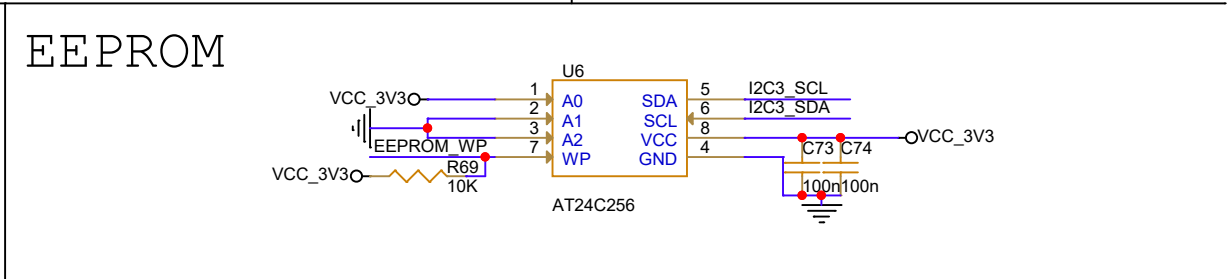 EEPROM
U6
VCC_3V3 1 A0 SDA 5 I2C3_SCL
2 A1 SCL 6 I2C3_SDA
3 A2 VCC 8 VCC_3V3
EEPROM_WP 7 WP GND 4 C73 C74
VCC_3V3 R69
10K 100n 100n
AT24C256